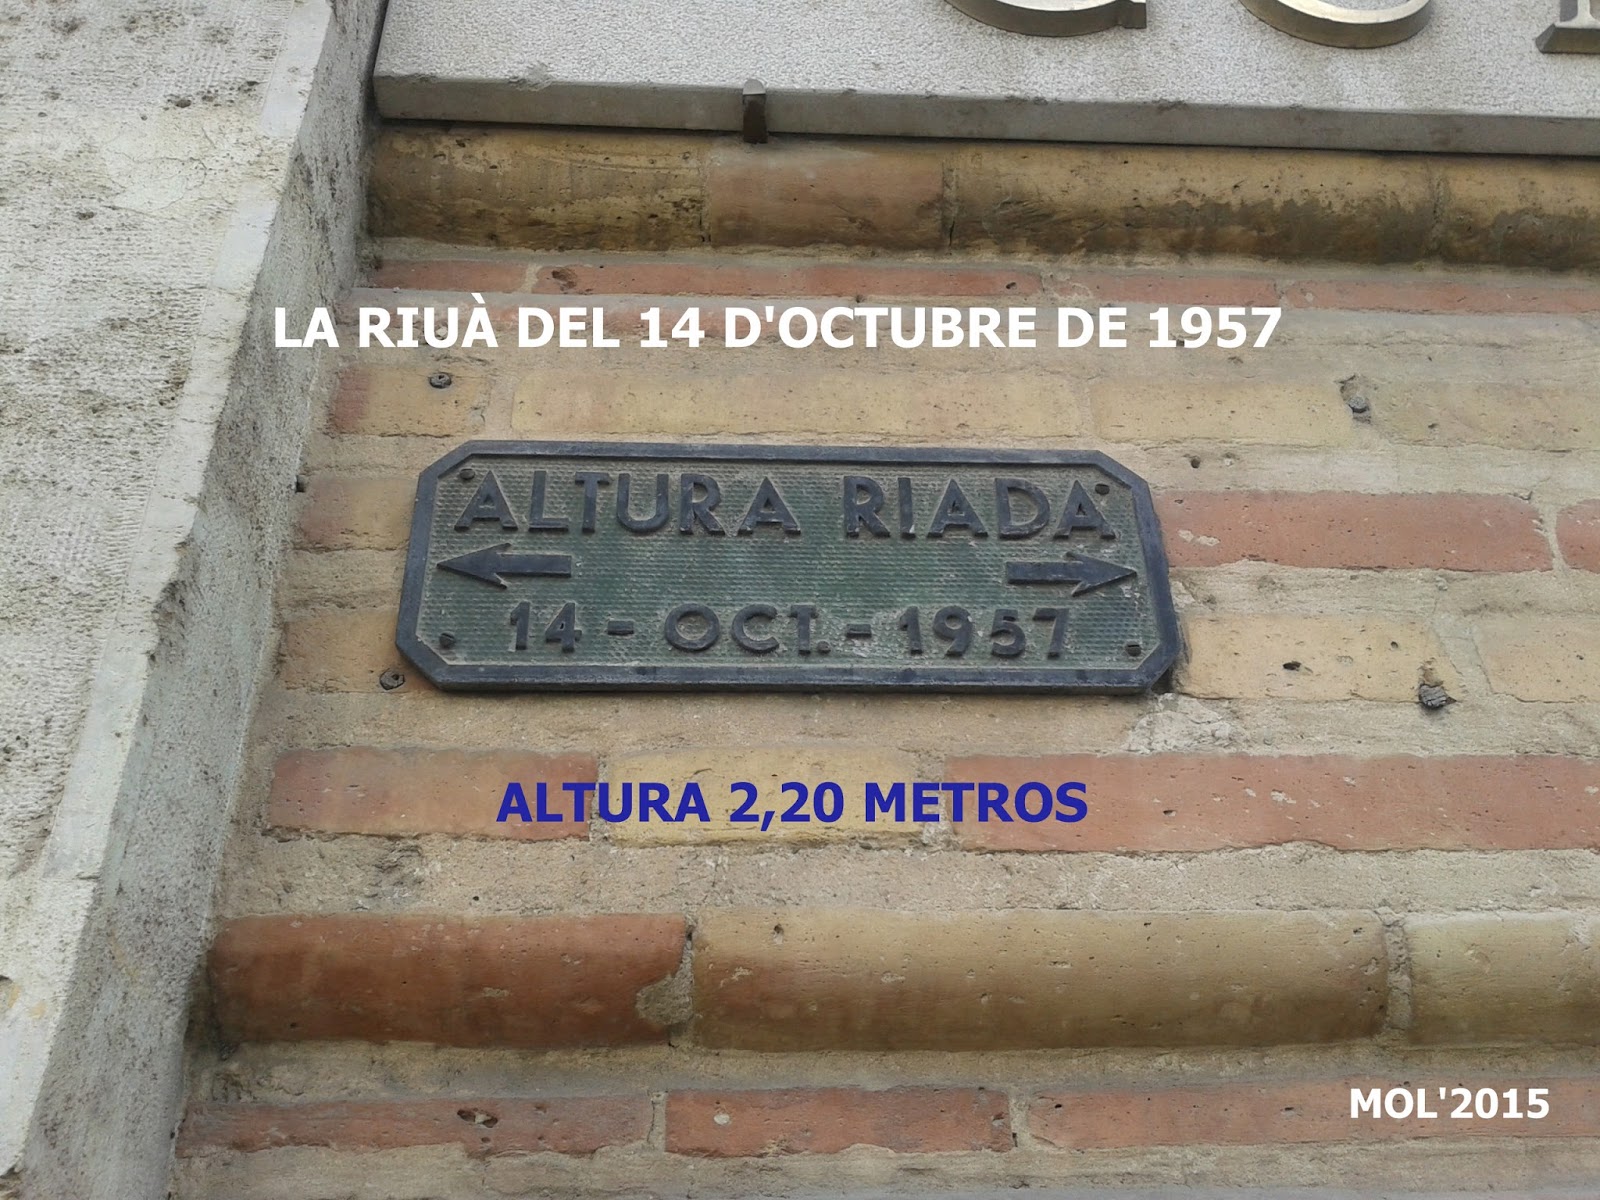 LA RIUÀ DEL 14 D'OCTUBRE DE 1957
ALTURA RIADA
14 - OCT. - 1957
ALTURA 2,20 METROS
MOL'2015